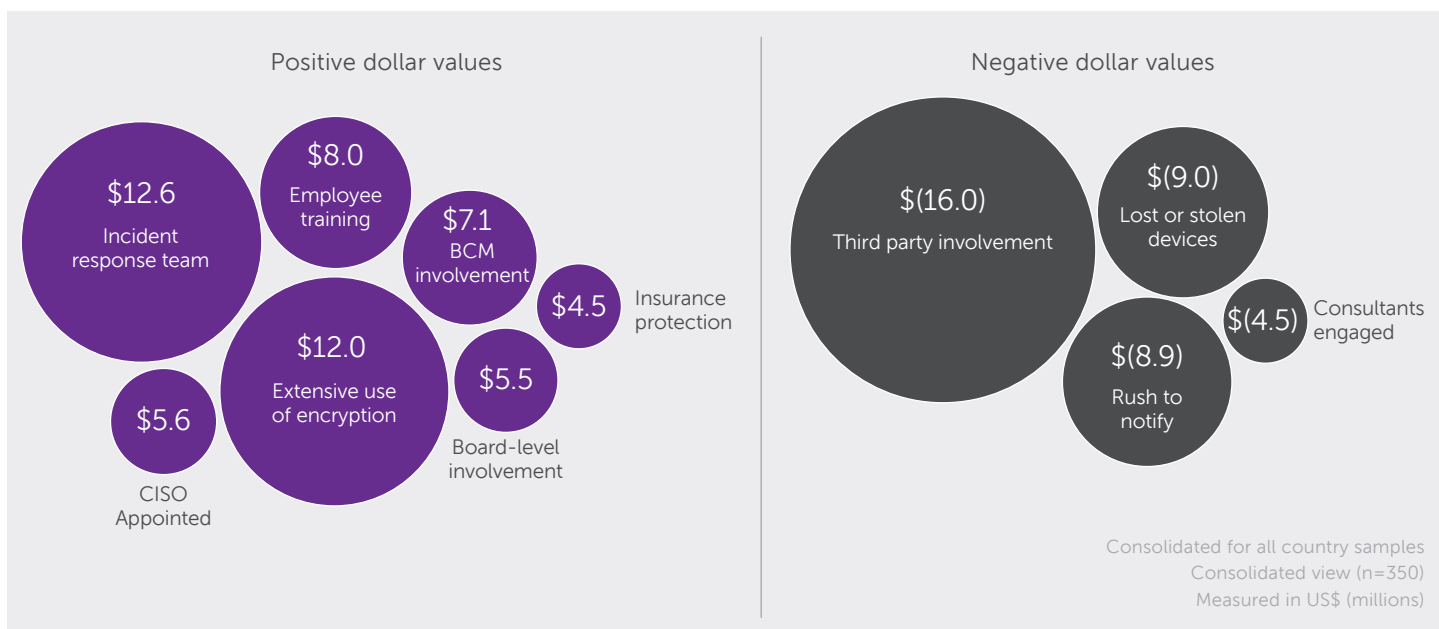 Positive dollar values
$12.6
Incident
response team
$8.0
Employee
training
$7.1
BCM
involvement
$4.5
Insurance
protection
$12.0
Extensive use
of encryption
$5.5
Board-level
involvement
$5.6
CISO
Appointed
Negative dollar values
$(16.0)
Third party involvement
$(9.0)
Lost or stolen
devices
$(4.5)
Consultants
engaged
$(8.9)
Rush to
notify
Consolidated for all country samples
Consolidated view (n=350)
Measured in US$ (millions)